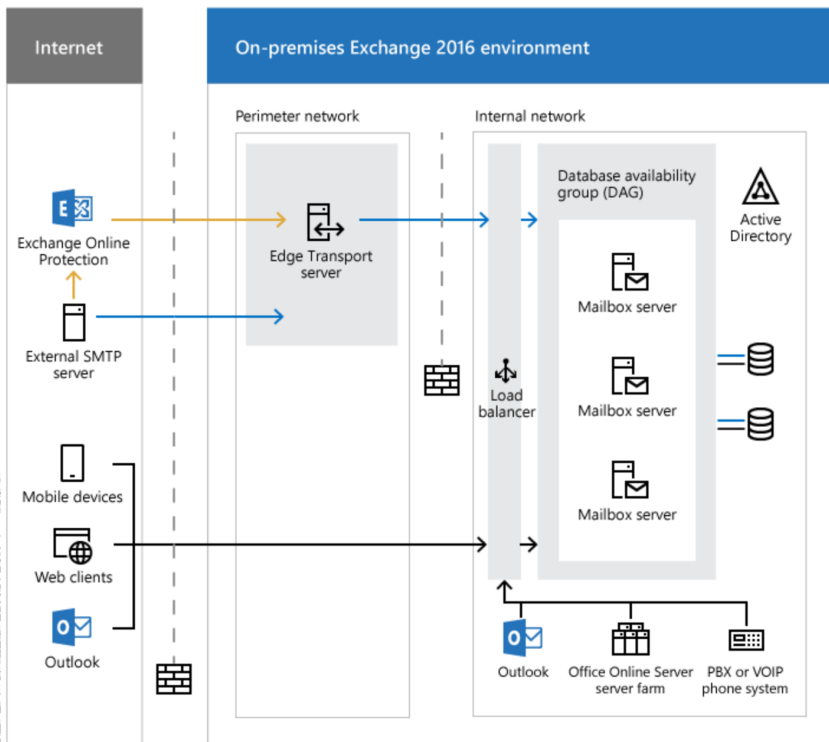 Internet
On-premises Exchange 2016 environment
Perimeter network
Internal network
Exchange Online
Protection
Edge Transport
server
External SMTP
server
Database availability
group (DAG)
Active
Directory
Mailbox server
Mailbox server
Mailbox server
Load
balancer
Mobile devices
Web clients
Outlook
Outlook
Office Online Server
server farm
PBX or VOIP
phone system